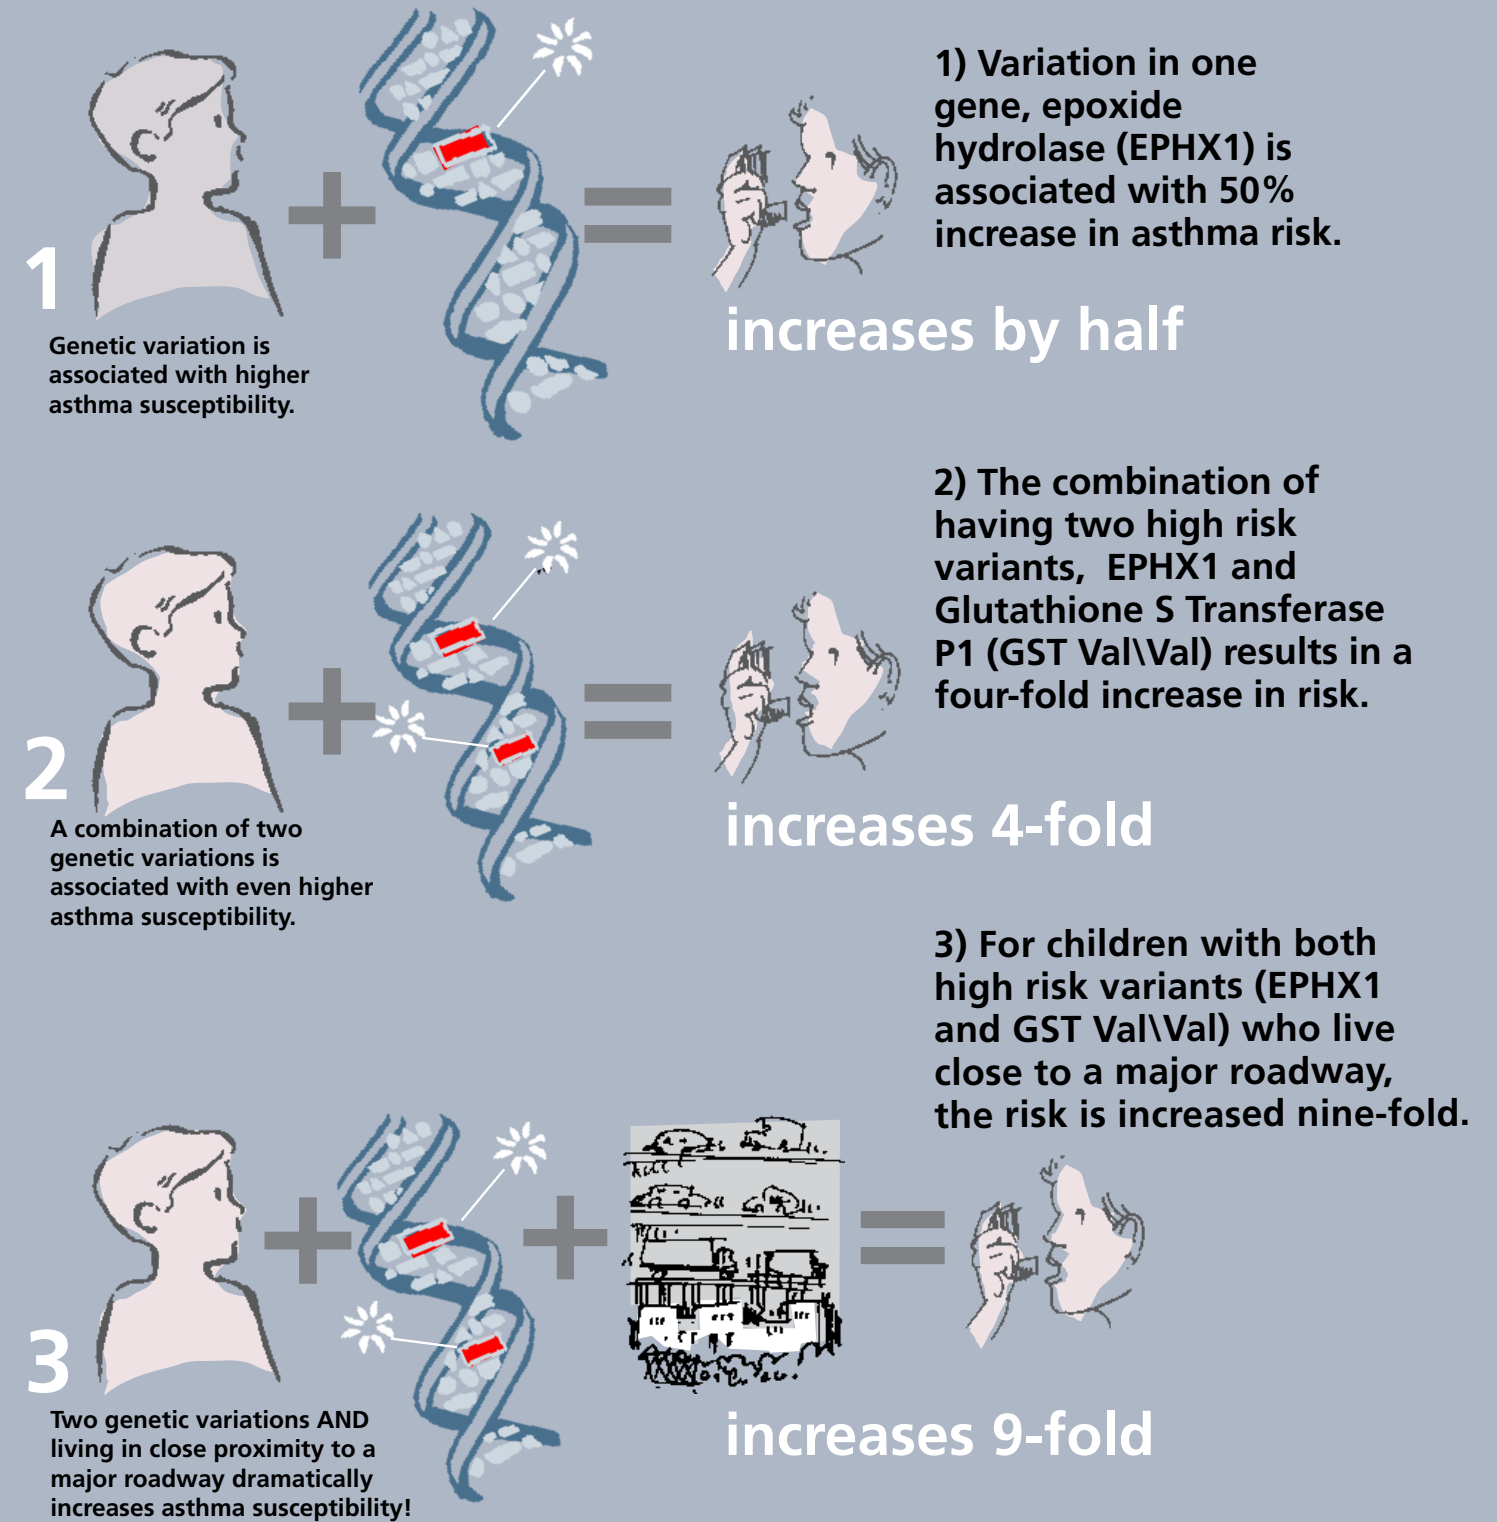 1) Variation in one
gene, epoxide
hydrolase (EPHX1) is
associated with 50%
increase in asthma risk.
1
Genetic variation is
associated with higher
asthma susceptibility.
increases by half
2) The combination of
having two high risk
variants, EPHX1 and
Glutathione S Transferase
P1 (GST Val\Val) results in a
four-fold increase in risk.
2
A combination of two
genetic variations is
associated with even higher
asthma susceptibility.
increases 4-fold
3) For children with both
high risk variants (EPHX1
and GST Val\Val) who live
close to a major roadway,
the risk is increased nine-fold.
3
Two genetic variations AND
living in close proximity to a
major roadway dramatically
increases asthma susceptibility!
increases 9-fold